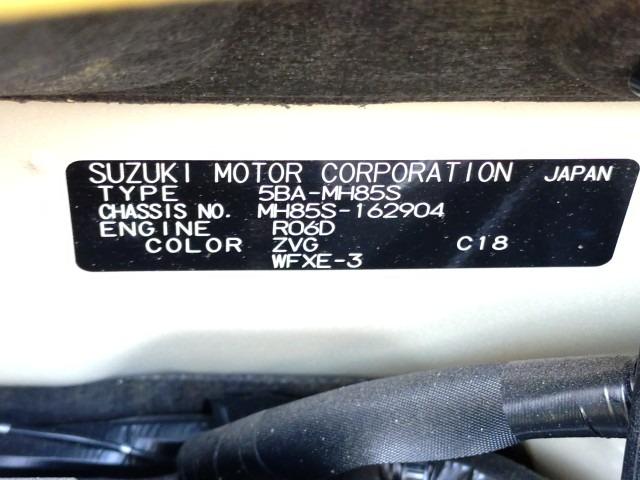 SUZUKI MOTOR CORPORATION JAPAN
TYPE 5BA-MH85S
CHASSIS NO. MH85S-162904
ENGINE R06D
COLOR ZVG C18
WFXE-3